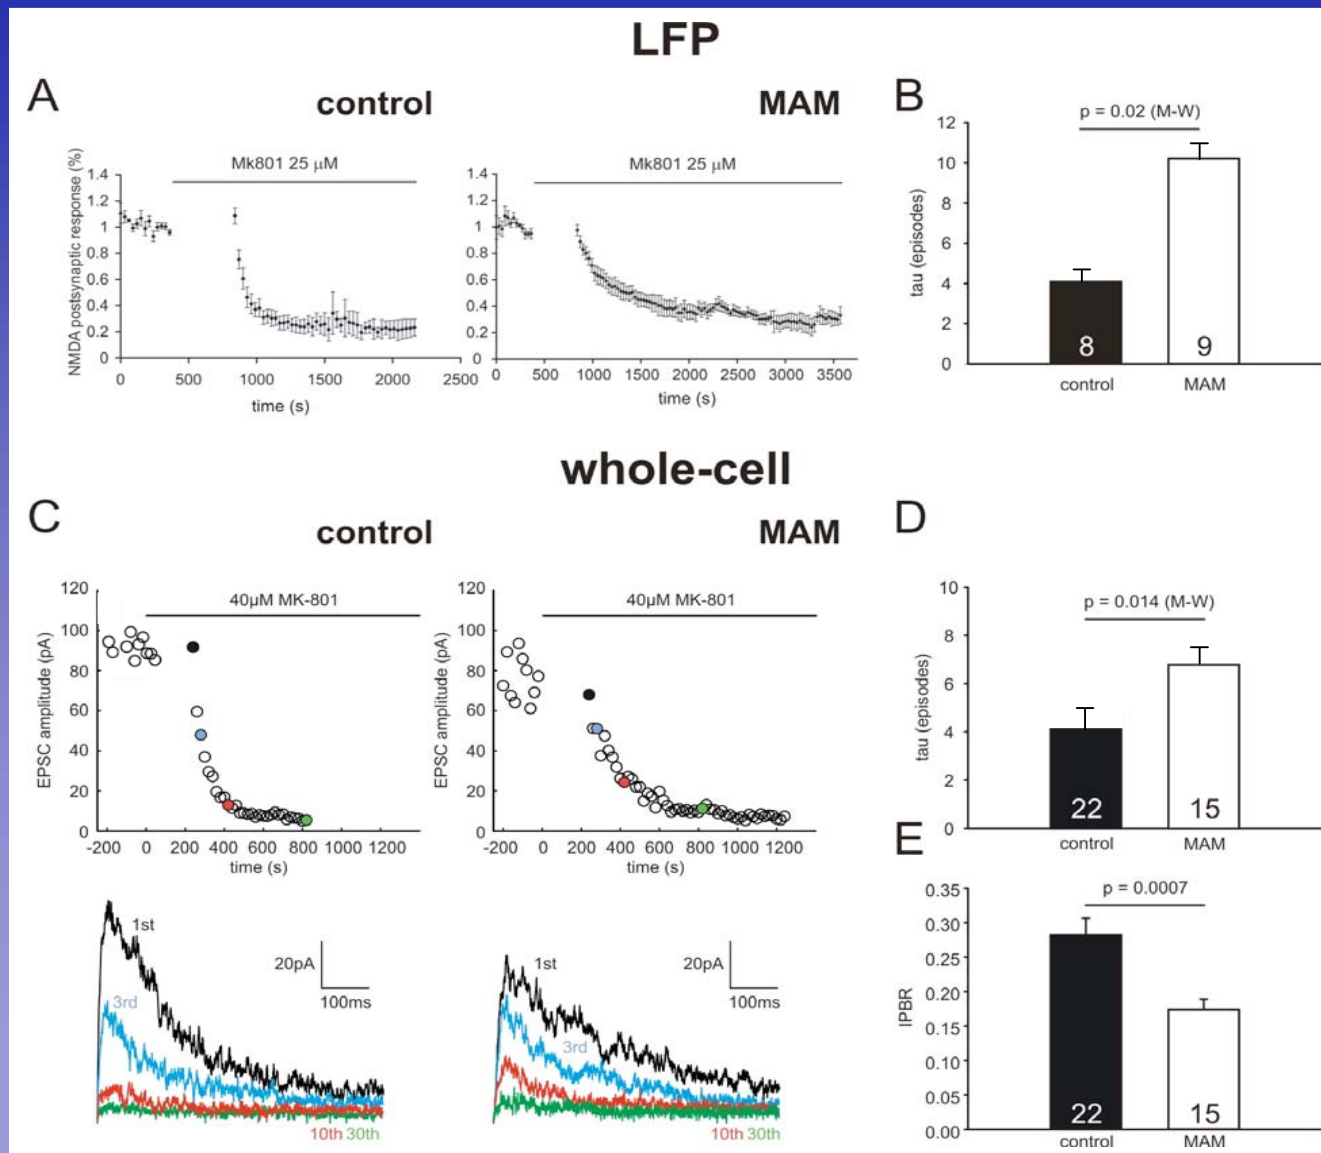 LFP
A
control
MAM
Mk801 25 μM
Mk801 25 μM
NMDA postsynaptic response (%)
1.4
1.2
1
0.8
0.6
0.4
0.2
0
0 500 1000 1500 2000 2500
time (s)
1.4
1.2
1
0.8
0.6
0.4
0.2
0
0 500 1000 1500 2000 2500 3000 3500
time (s)
B
p = 0.02 (M-W)
tau (episodes)
12
10
8
6
4
2
0
8 9
control MAM
whole-cell
C
control
MAM
40μM MK-801
EPSC amplitude (pA)
120
100
80
60
40
20
0
-200 0 200 400 600 800 1000 1200
time (s)
40μM MK-801
EPSC amplitude (pA)
120
100
80
60
40
20
0
-200 0 200 400 600 800 1000 1200
time (s)
1st
3rd
20pA
100ms
10th 30th
1st
3rd
20pA
100ms
10th 30th
D
p = 0.014 (M-W)
tau (episodes)
10
8
6
4
2
0
22 15
control MAM
E
p = 0.0007
IPBR
0.35
0.30
0.25
0.20
0.15
0.10
0.05
0.00
22 15
control MAM